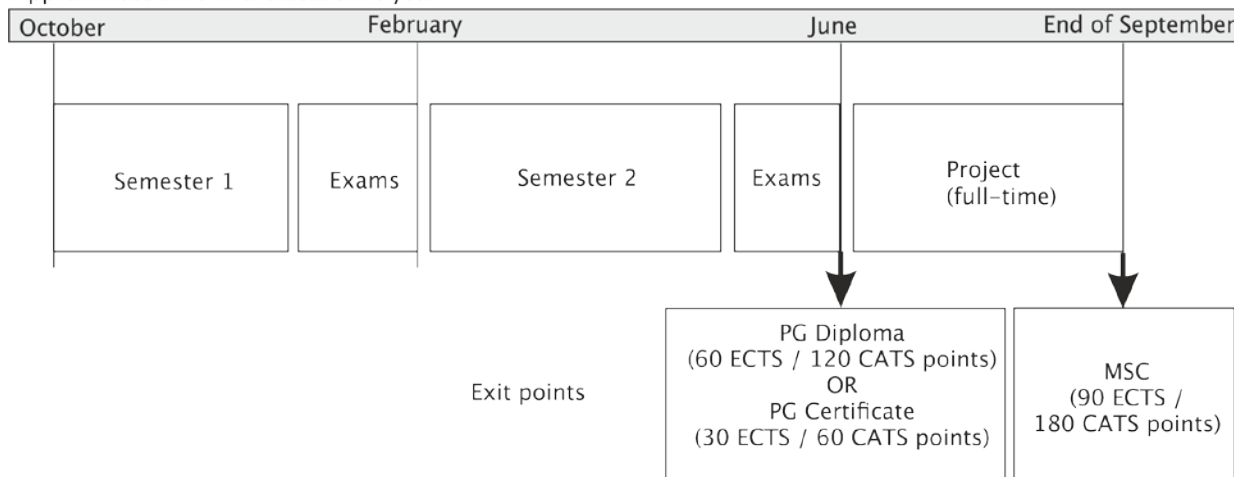 October February June End of September
Semester 1
Exams
Semester 2
Exams
Project
(full-time)
Exit points
PG Diploma
(60 ECTS / 120 CATS points)
OR
PG Certificate
(30 ECTS / 60 CATS points)
MSC
(90 ECTS /
180 CATS points)